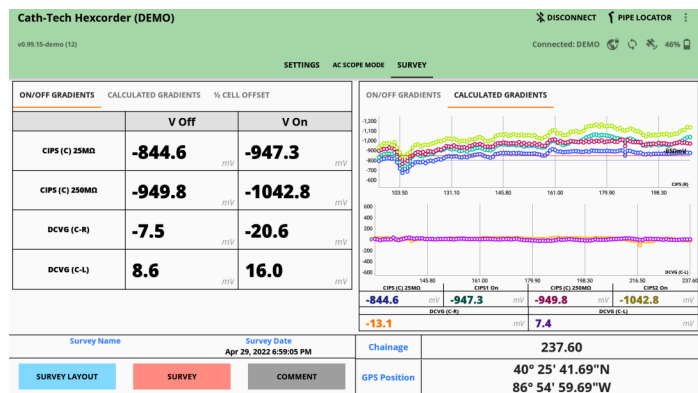 Cath-Tech Hexcorder (DEMO)
DISCONNECT
PIPE LOCATOR
v0.99.15-demo (12)
Connected: DEMO
46%
SETTINGS
AC SCOPE MODE
SURVEY
ON/OFF GRADIENTS
CALCULATED GRADIENTS
½ CELL OFFSET
V Off
V On
CIPS (C) 25MΩ
-844.6 mV
-947.3 mV
CIPS (C) 250MΩ
-949.8 mV
-1042.8 mV
DCVG (C-R)
-7.5 mV
-20.6 mV
DCVG (C-L)
8.6 mV
16.0 mV
ON/OFF GRADIENTS
CALCULATED GRADIENTS
-1,200
-1,100
-1,000
-900
-800
-700
-600
-850mV
CIPS (R)
103.50 131.10 145.80 161.00 179.90 198.30
600
400
200
0
-200
-400
-600
DCVG (C-L)
145.80 161.00 179.90 198.30 216.50 237.60
CIPS (C) 25MΩ
CIPS1 On
CIPS (C) 250MΩ
CIPS2 On
-844.6 mV
-947.3 mV
-949.8 mV
-1042.8 mV
DCVG (C-R)
DCVG (C-L)
-13.1 mV
7.4 mV
Survey Name
Survey Date
Apr 29, 2022 6:59:05 PM
SURVEY LAYOUT
SURVEY
COMMENT
Chainage
237.60
GPS Position
40° 25' 41.69"N
86° 54' 59.69"W